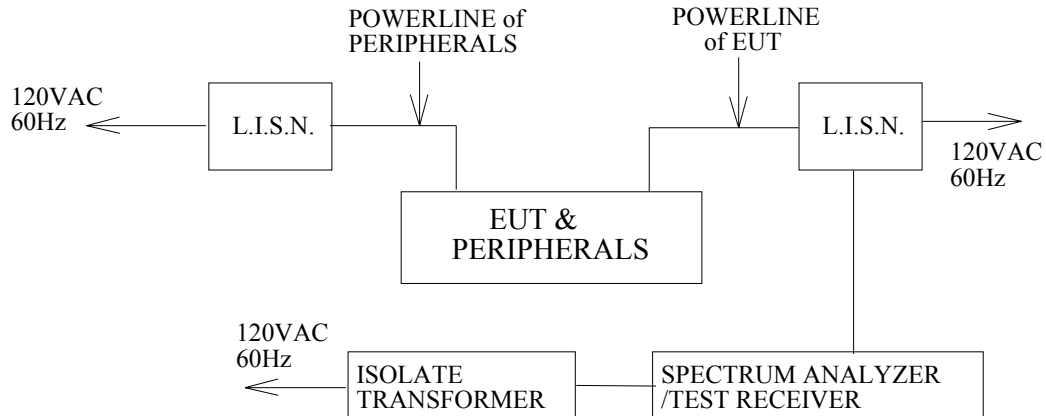 POWERLINE of
PERIPHERALS
POWERLINE
of EUT
120VAC
60Hz
L.I.S.N.
L.I.S.N.
120VAC
60Hz
EUT &
PERIPHERALS
120VAC
60Hz
ISOLATE
TRANSFORMER
SPECTRUM ANALYZER
/TEST RECEIVER